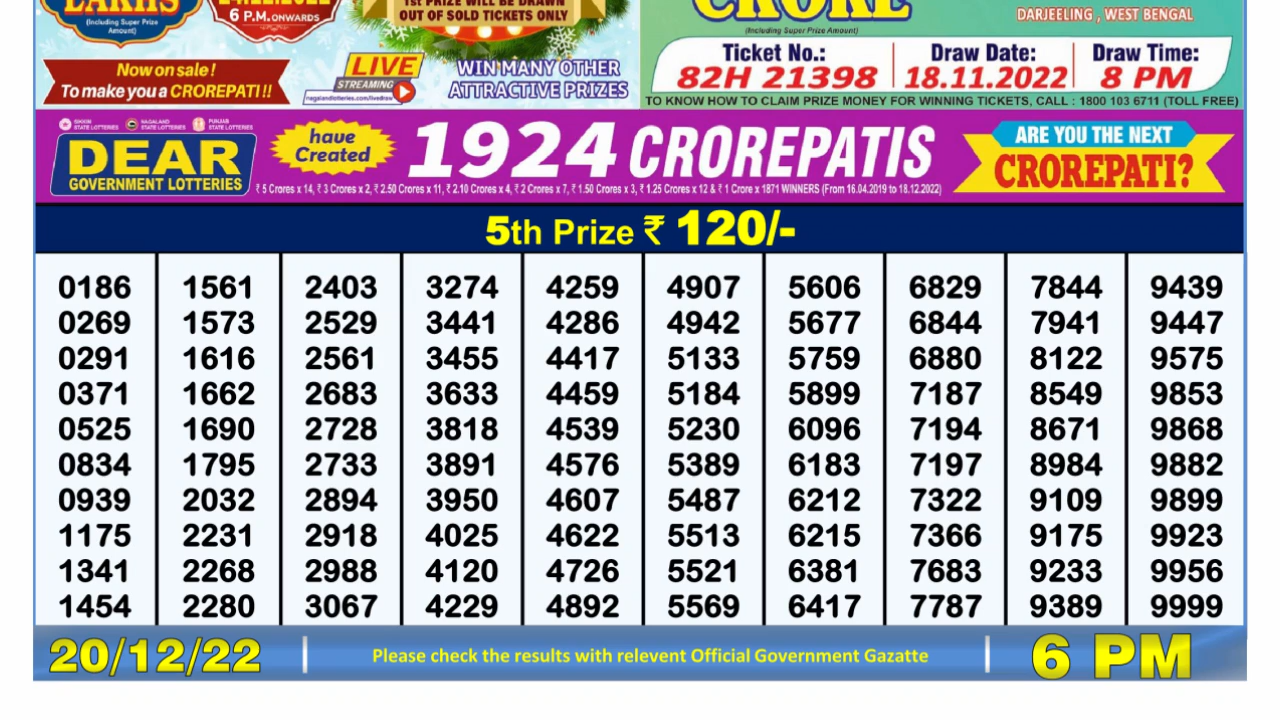 LAKHS
(Including Super Prize
Amount)
6 P.M. ONWARDS
1st PRIZE WILL BE DRAWN
OUT OF SOLD TICKETS ONLY
Now on sale!
To make you a CROREPATI!!
LIVE
STREAMING
nagalandlotteries.com/livedraw
WIN MANY OTHER
ATTRACTIVE PRIZES
CRORE
(Including Super Prize Amount)
DARJEELING, WEST BENGAL
Ticket No.: Draw Date: Draw Time:
82H 21398 18.11.2022 8 PM
TO KNOW HOW TO CLAIM PRIZE MONEY FOR WINNING TICKETS, CALL : 1800 103 6711 (TOLL FREE)
SIKKIM STATE LOTTERIES NAGALAND STATE LOTTERIES PUNJAB STATE LOTTERIES
DEAR
GOVERNMENT LOTTERIES
have
Created
1924 CROREPATIS
₹ 5 Crores x 14, ₹ 3 Crores x 2, ₹ 2.50 Crores x 11, ₹ 2.10 Crores x 4, ₹ 2 Crores x 7, ₹ 1.50 Crores x 3, ₹ 1.25 Crores x 12 & ₹ 1 Crore x 1871 WINNERS (From 16.04.2019 to 18.12.2022)
ARE YOU THE NEXT
CROREPATI?
5th Prize ₹ 120/-
0186 1561 2403 3274 4259 4907 5606 6829 7844 9439
0269 1573 2529 3441 4286 4942 5677 6844 7941 9447
0291 1616 2561 3455 4417 5133 5759 6880 8122 9575
0371 1662 2683 3633 4459 5184 5899 7187 8549 9853
0525 1690 2728 3818 4539 5230 6096 7194 8671 9868
0834 1795 2733 3891 4576 5389 6183 7197 8984 9882
0939 2032 2894 3950 4607 5487 6212 7322 9109 9899
1175 2231 2918 4025 4622 5513 6215 7366 9175 9923
1341 2268 2988 4120 4726 5521 6381 7683 9233 9956
1454 2280 3067 4229 4892 5569 6417 7787 9389 9999
20/12/22 Please check the results with relevent Official Government Gazatte 6 PM